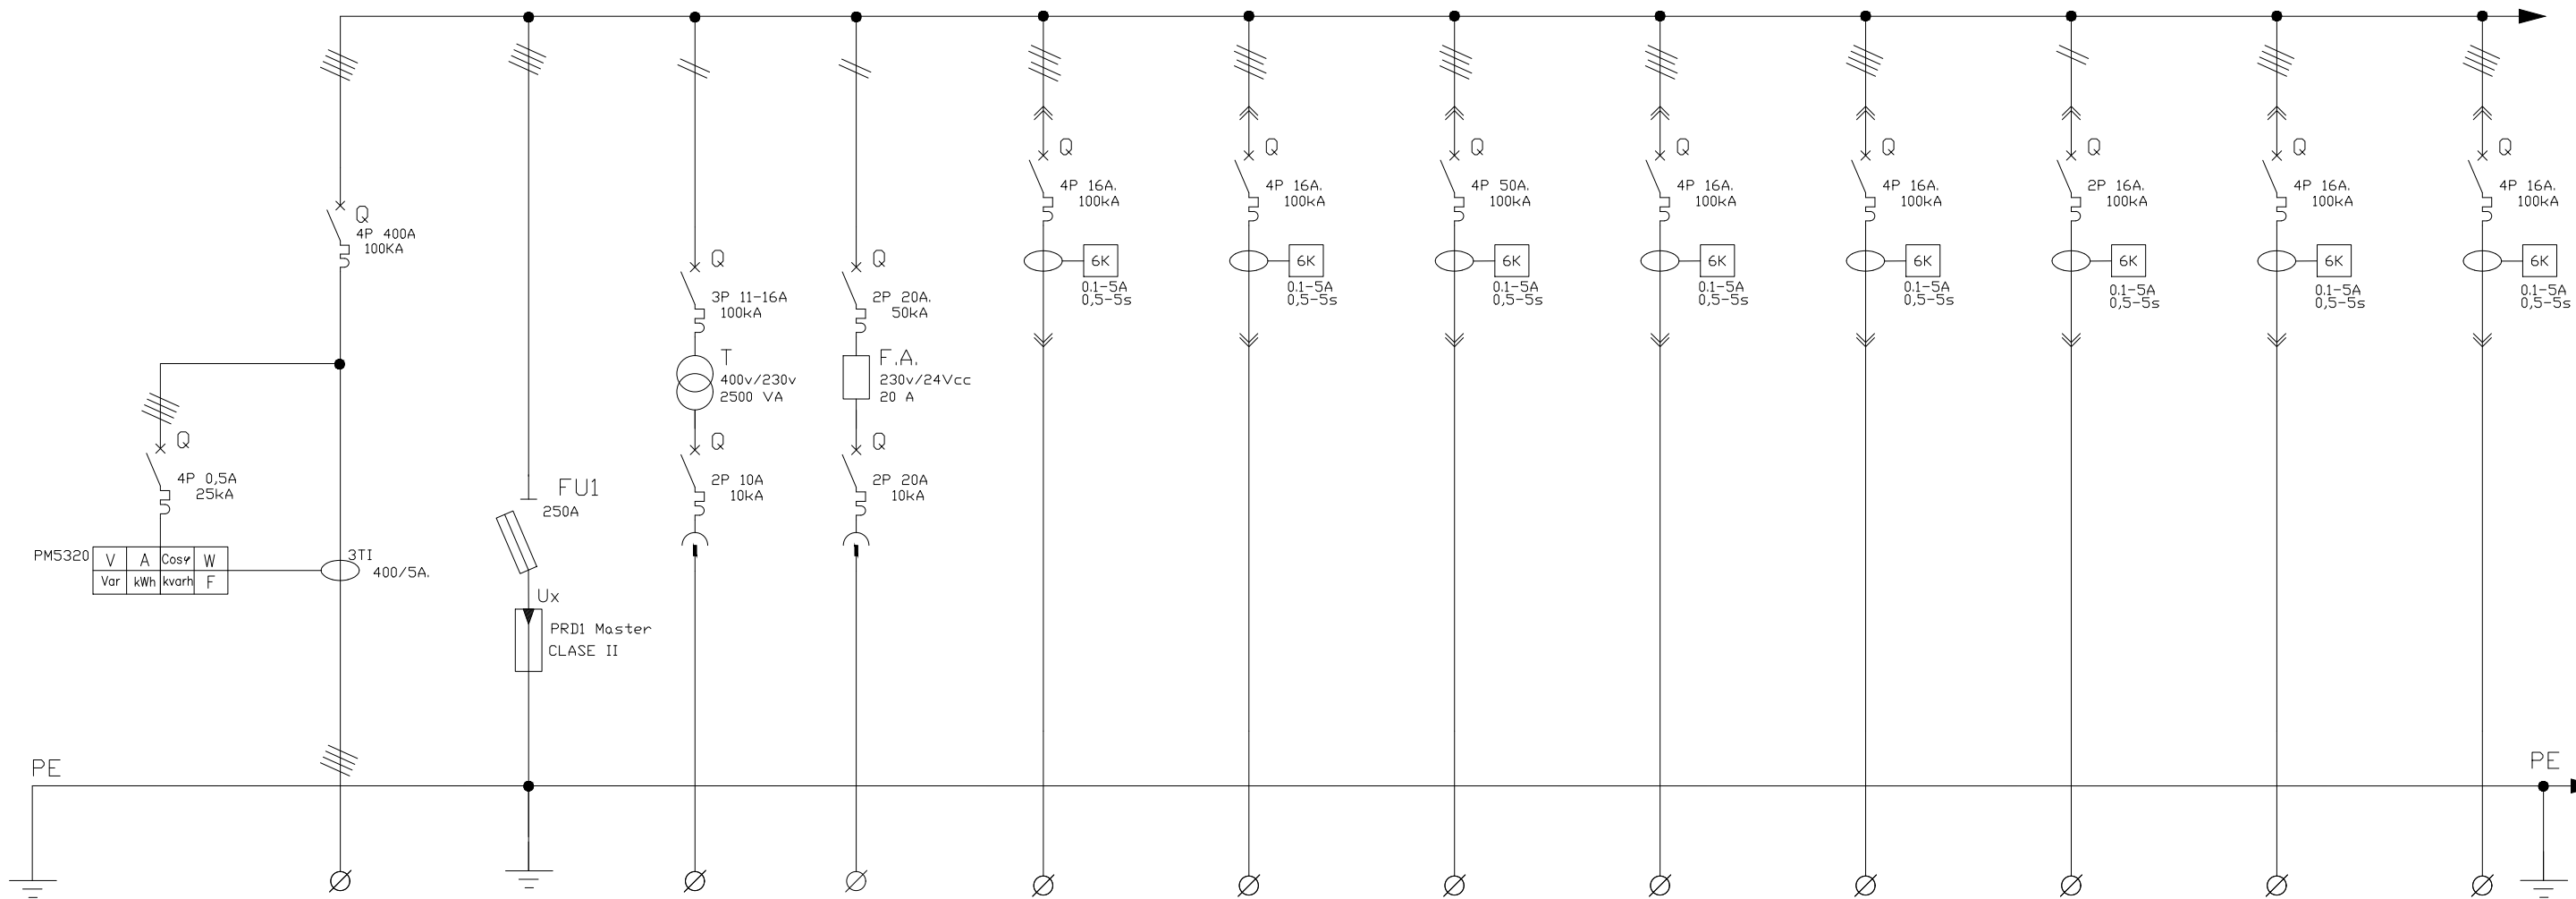 Q
4P 400A
100KA
Q
4P 0,5A
25kA
PM5320
V A Cosφ W
Var kWh kvarh F
3TI
400/5A.
FU1
250A
Ux
PRD1 Master
CLASE II
Q
3P 11-16A
100kA
T
400v/230v
2500 VA
Q
2P 10A
10kA
Q
2P 20A.
50kA
F.A.
230v/24Vcc
20 A
Q
2P 20A
10kA
Q
4P 16A.
100kA
6K
0.1-5A
0,5-5s
Q
4P 16A.
100kA
6K
0.1-5A
0,5-5s
Q
4P 50A.
100kA
6K
0.1-5A
0,5-5s
Q
4P 16A.
100kA
6K
0.1-5A
0,5-5s
Q
4P 16A.
100kA
6K
0.1-5A
0,5-5s
Q
2P 16A.
100kA
6K
0.1-5A
0,5-5s
Q
4P 16A.
100kA
6K
0.1-5A
0,5-5s
Q
4P 16A.
100kA
6K
0.1-5A
0,5-5s
PE
PE